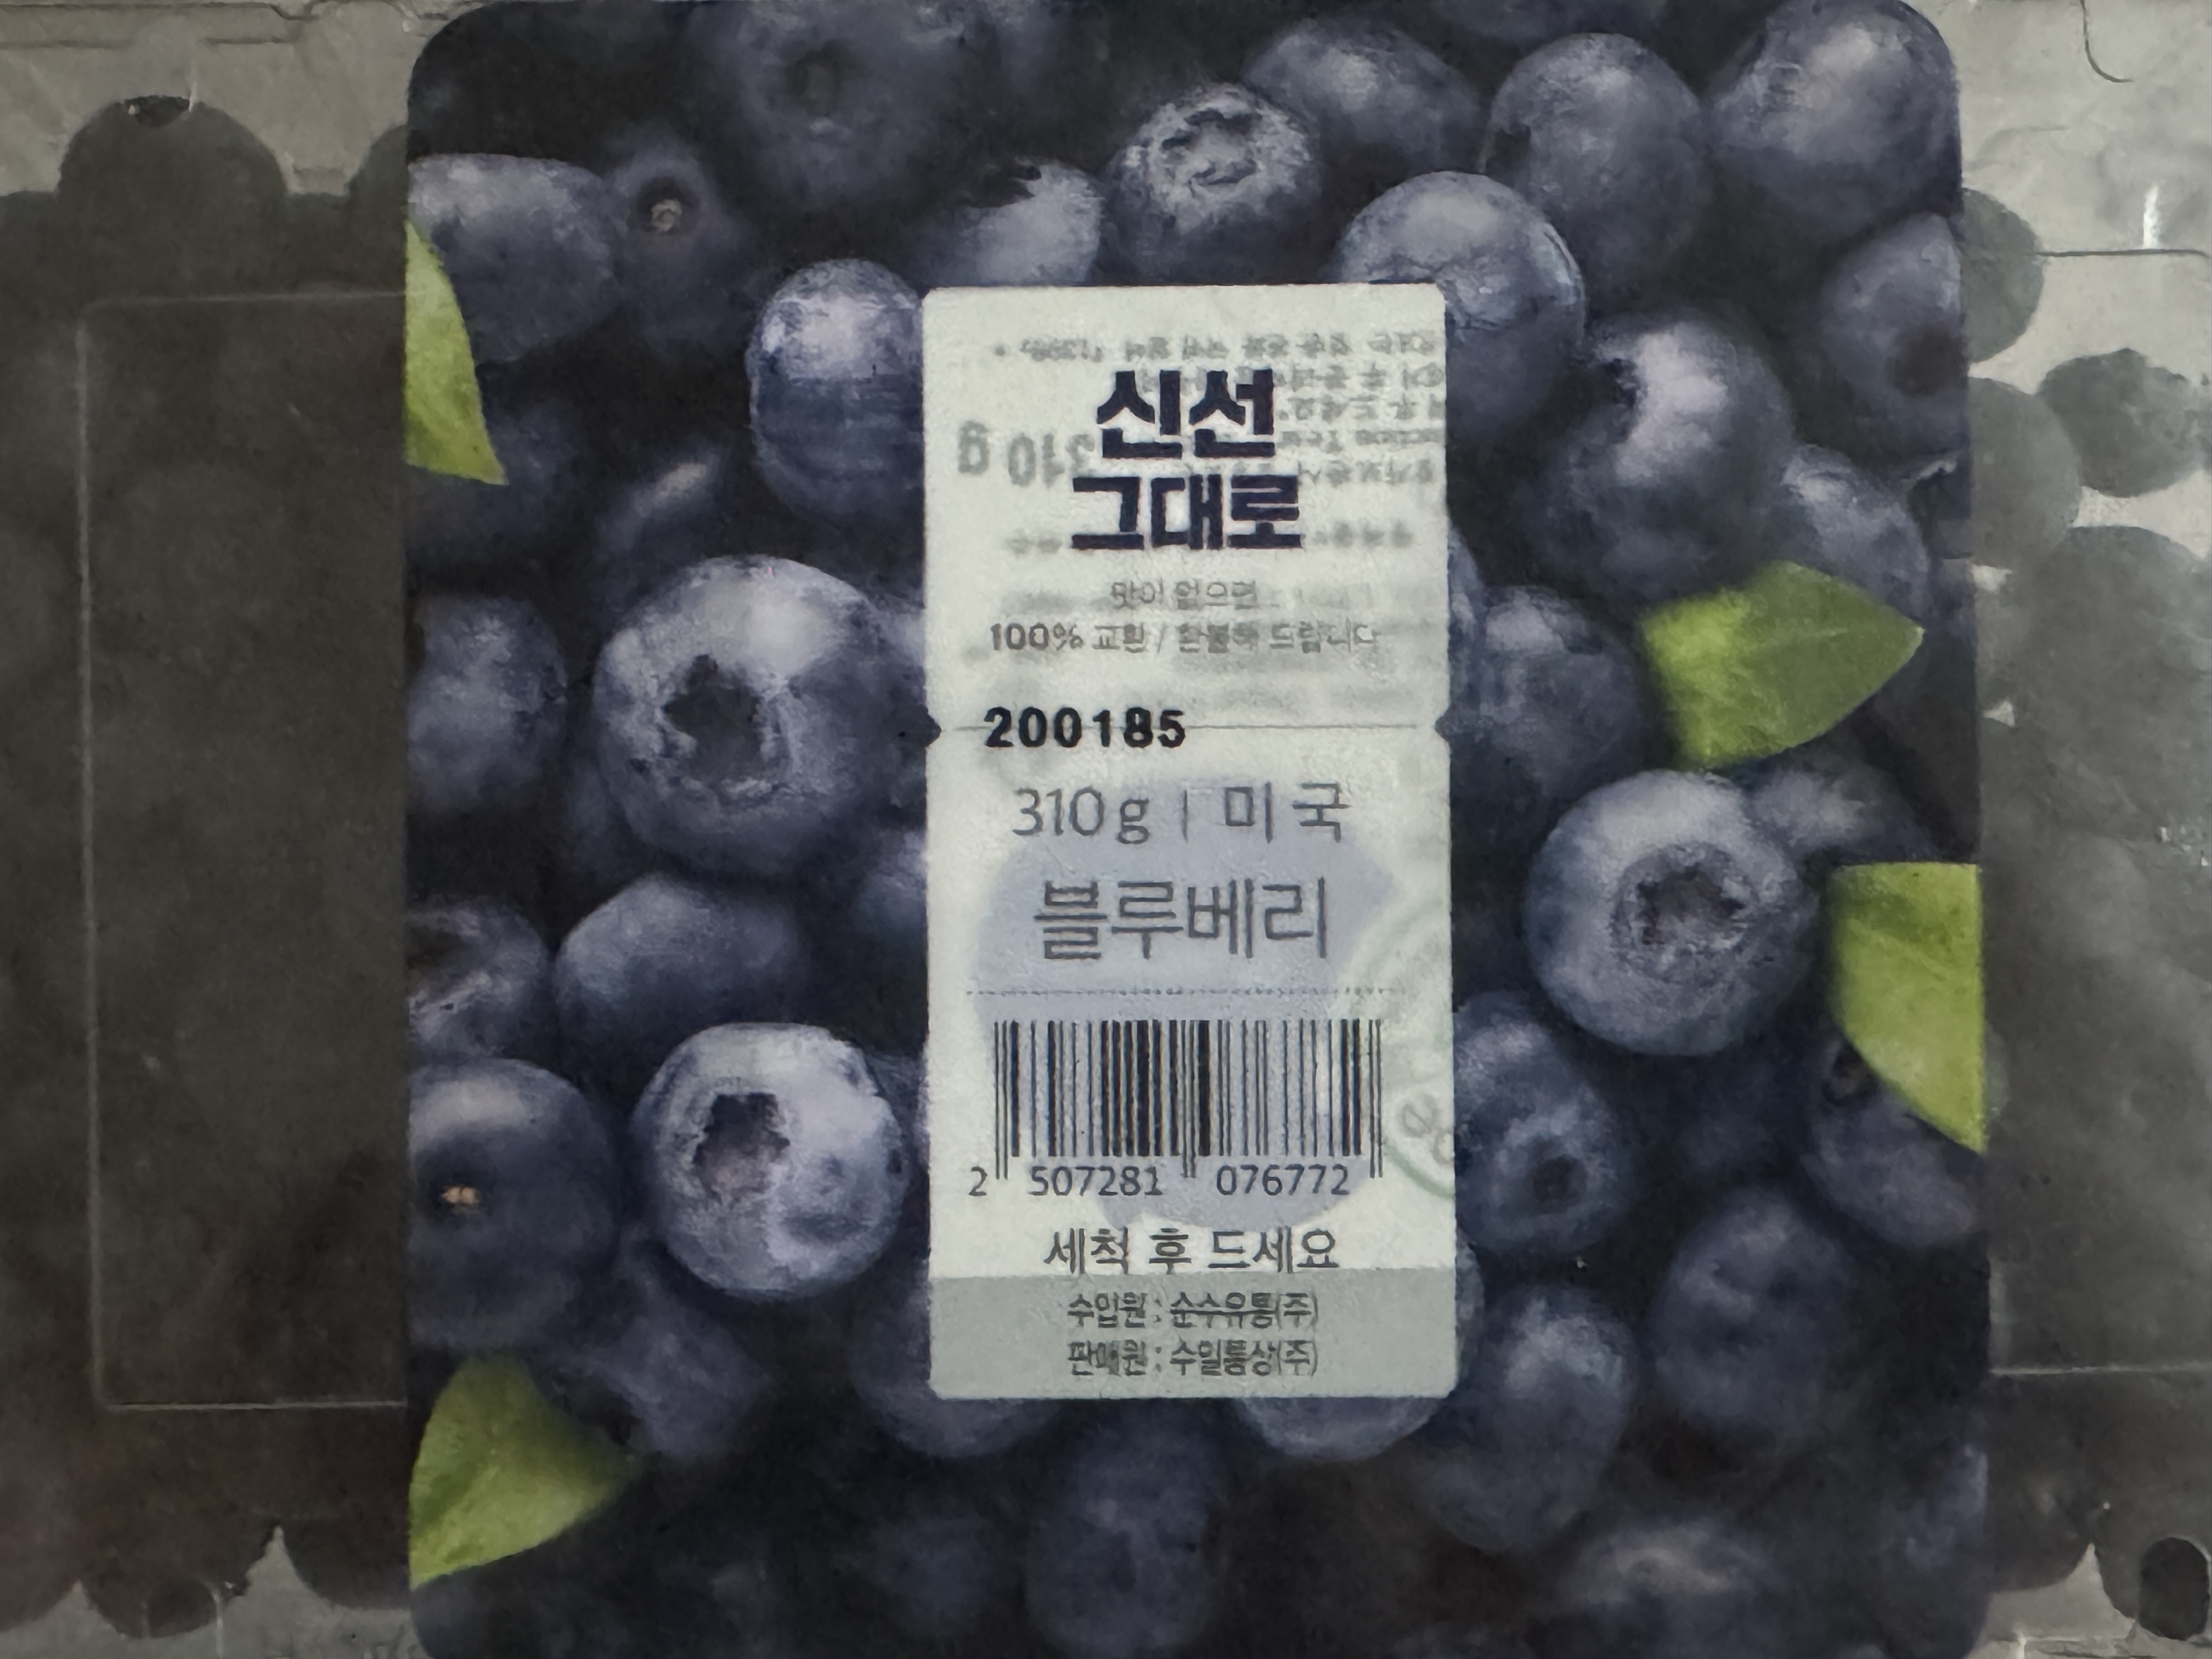 신선
그대로
맛이 없으면
100% 교환 / 환불해 드립니다
200185
310g | 미국
블루베리
2 507281 076772
세척 후 드세요
수입원 : 순수유통(주)
판매원 : 수일통상(주)